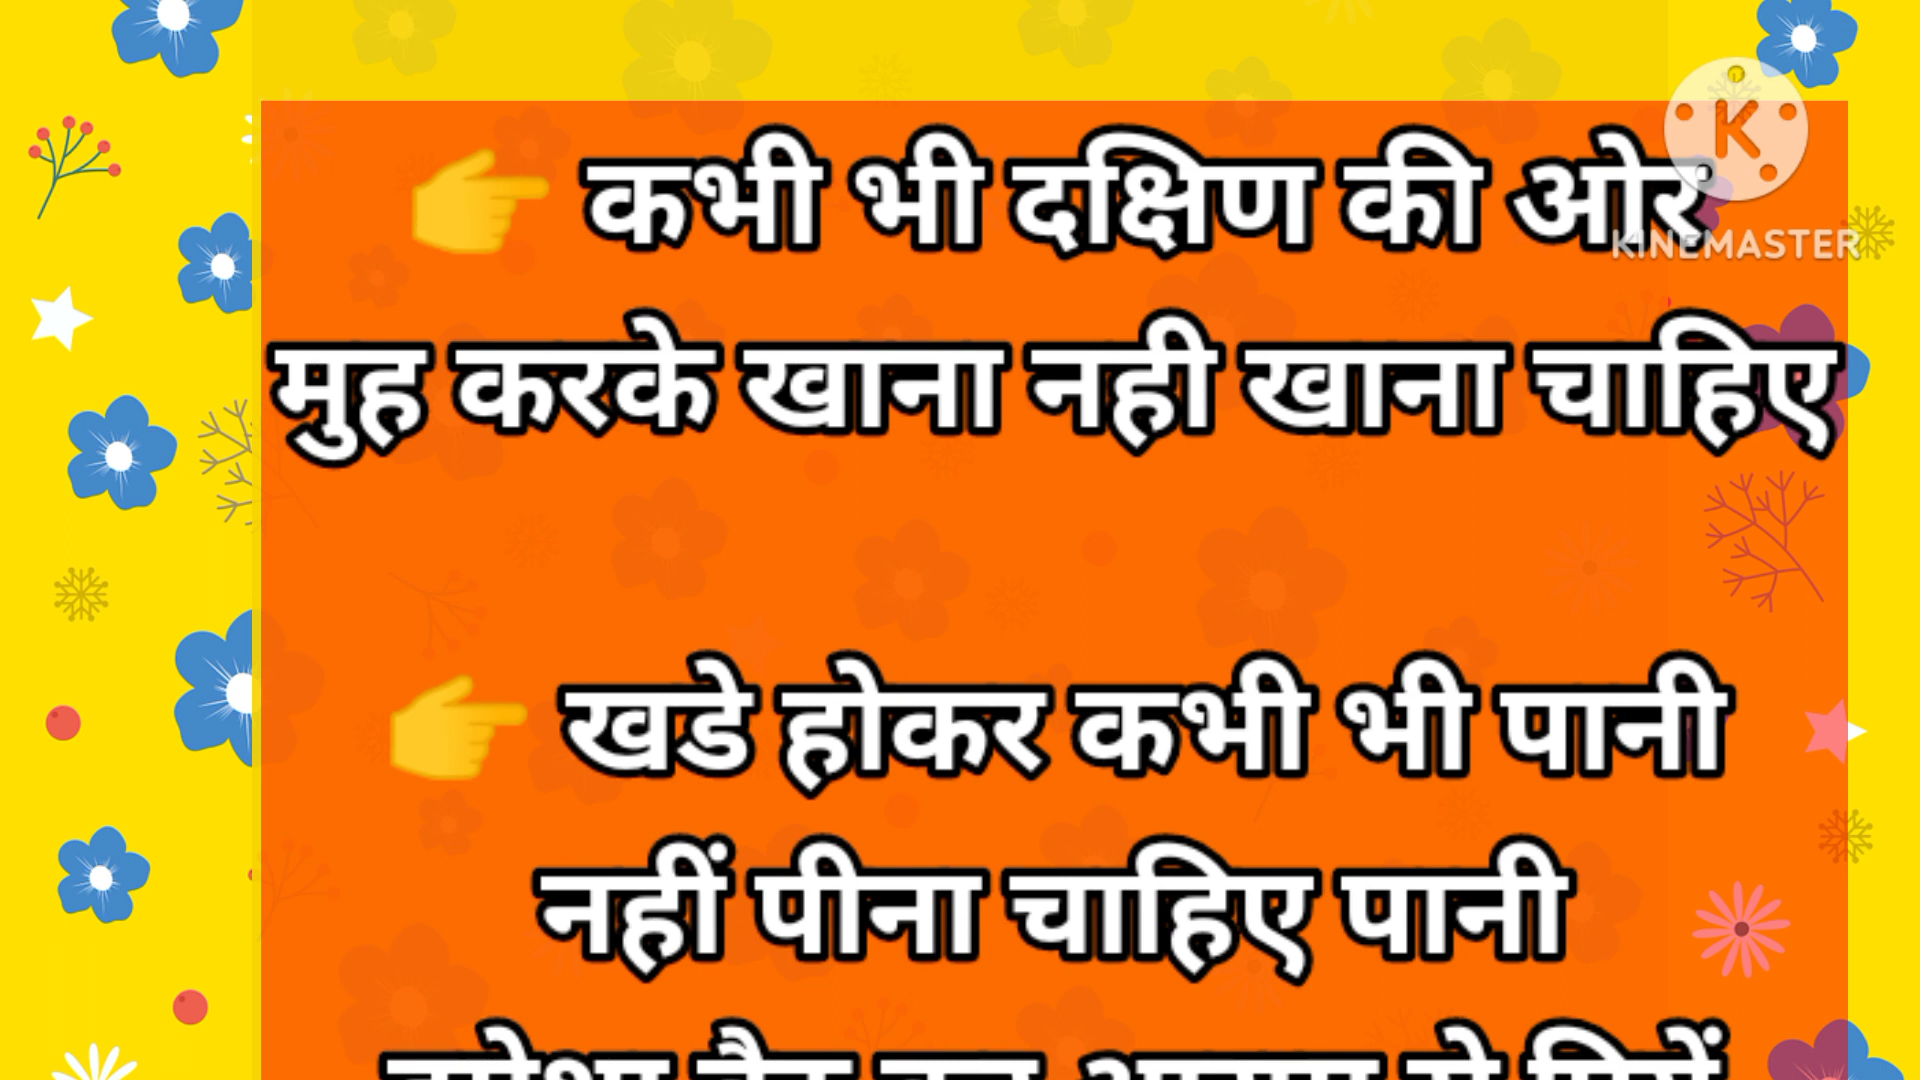 👉 कभी भी दक्षिण की ओर
K
KINEMASTER
मुह करके खाना नही खाना चाहिए
👉 खडे होकर कभी भी पानी
नहीं पीना चाहिए पानी